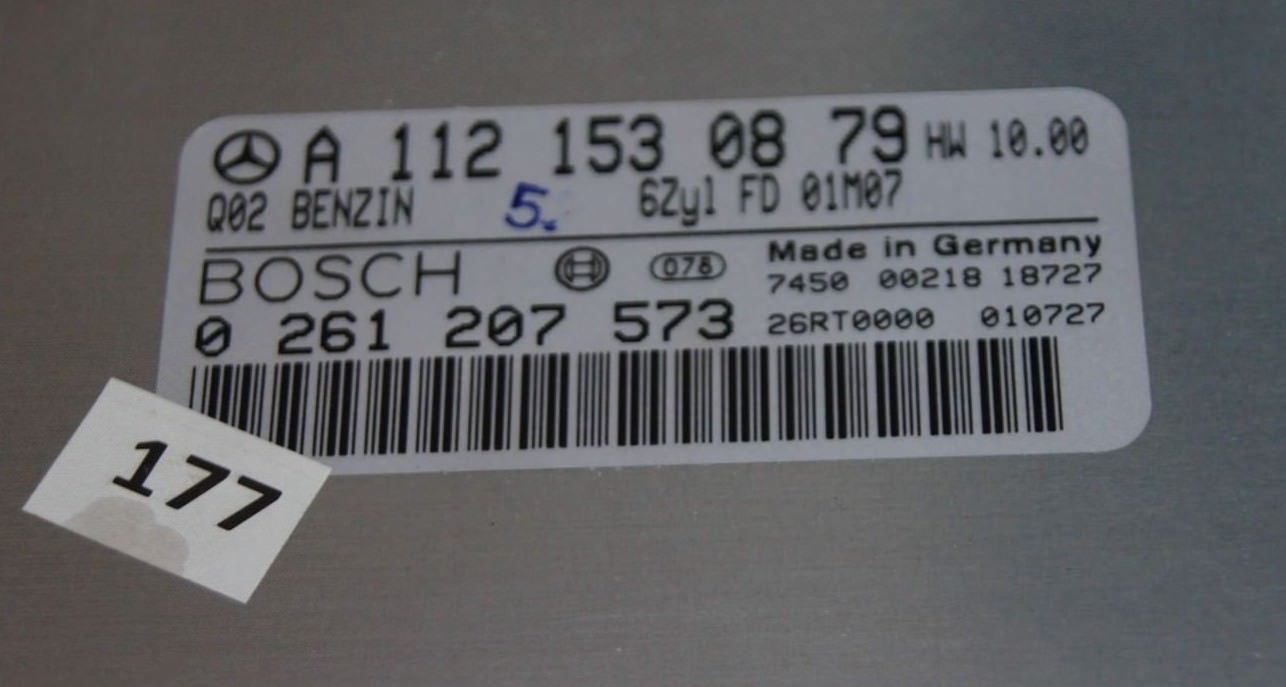 A 112 153 08 79 HW 10.00
Q02 BENZIN 5. 6Zyl FD 01M07
BOSCH 078 Made in Germany
7450 00218 18727
0 261 207 573 26RT0000 010727
177